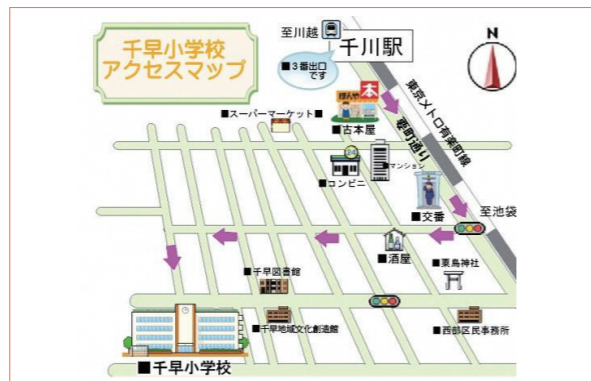 千早小学校
アクセスマップ
至川越
千川駅
■3番出口
です
N
ほんや
本
■古本屋
■スーパーマーケット■
東京メトロ有楽町線
要町通り
24
■コンビニ
■マンション
■交番
至池袋
■酒屋
■粟島神社
■千早図書館
■千早地域文化創造館
■西部区民事務所
■千早小学校